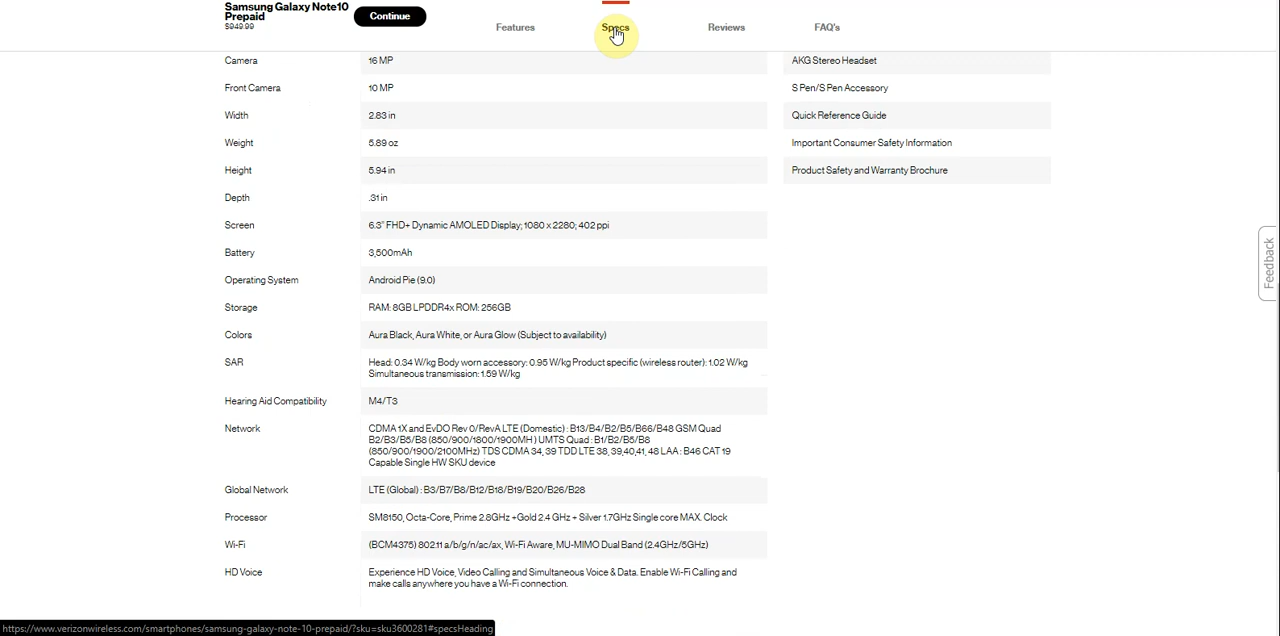 Samsung Galaxy Note10
Prepaid
$949.99
Continue
Features
Specs
Reviews
FAQ's
Camera 16 MP
Front Camera 10 MP
Width 2.83 in
Weight 5.89 oz
Height 5.94 in
Depth .31 in
Screen 6.3" FHD+ Dynamic AMOLED Display; 1080 x 2280; 402 ppi
Battery 3,500mAh
Operating System Android Pie (9.0)
Storage RAM: 8GB LPDDR4x ROM: 256GB
Colors Aura Black, Aura White, or Aura Glow (Subject to availability)
SAR Head: 0.34 W/kg Body worn accessory: 0.95 W/kg Product specific (wireless router): 1.02 W/kg
Simultaneous transmission: 1.59 W/kg
Hearing Aid Compatibility M4/T3
Network CDMA 1X and EvDO Rev 0/RevA LTE (Domestic) : B13/B4/B2/B5/B66/B48 GSM Quad
B2/B3/B5/B8 (850/900/1800/1900MH ) UMTS Quad : B1/B2/B5/B8
(850/900/1900/2100MHz) TDS CDMA 34, 39 TDD LTE 38, 39,40,41, 48 LAA : B46 CAT 19
Capable Single HW SKU device
Global Network LTE (Global) : B3/B7/B8/B12/B18/B19/B20/B26/B28
Processor SM8150, Octa-Core, Prime 2.8GHz +Gold 2.4 GHz + Silver 1.7GHz Single core MAX. Clock
Wi-Fi (BCM4375) 802.11 a/b/g/n/ac/ax, Wi-Fi Aware, MU-MIMO Dual Band (2.4GHz/5GHz)
HD Voice Experience HD Voice, Video Calling and Simultaneous Voice & Data. Enable Wi-Fi Calling and
make calls anywhere you have a Wi-Fi connection.
AKG Stereo Headset
S Pen/S Pen Accessory
Quick Reference Guide
Important Consumer Safety Information
Product Safety and Warranty Brochure
Feedback
https://www.verizonwireless.com/smartphones/samsung-galaxy-note-10-prepaid/?sku=sku3600281#specsHeading